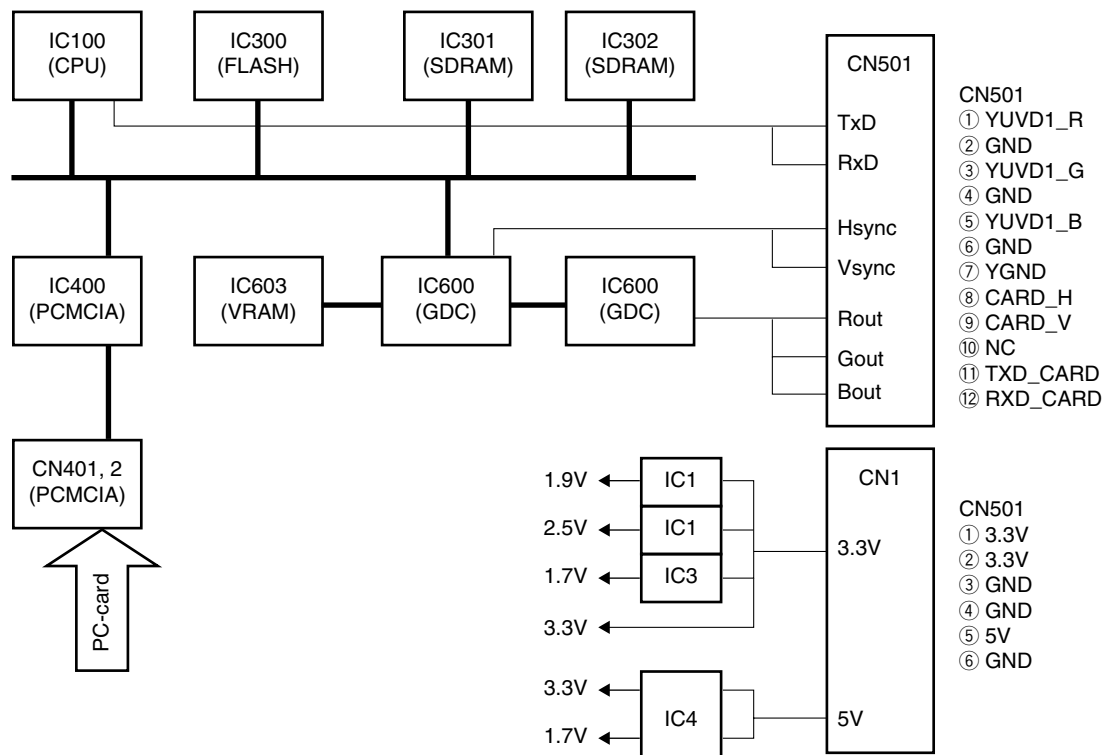 IC100
(CPU)
IC300
(FLASH)
IC301
(SDRAM)
IC302
(SDRAM)
CN501
TxD
RxD
Hsync
Vsync
Rout
Gout
Bout
CN501
① YUVD1_R
② GND
③ YUVD1_G
④ GND
⑤ YUVD1_B
⑥ GND
⑦ YGND
⑧ CARD_H
⑨ CARD_V
⑩ NC
⑪ TXD_CARD
⑫ RXD_CARD
IC400
(PCMCIA)
IC603
(VRAM)
IC600
(GDC)
IC600
(GDC)
CN401, 2
(PCMCIA)
PC-card
1.9V
IC1
2.5V
IC1
1.7V
IC3
3.3V
3.3V
1.7V
IC4
CN1
3.3V
5V
CN501
① 3.3V
② 3.3V
③ GND
④ GND
⑤ 5V
⑥ GND